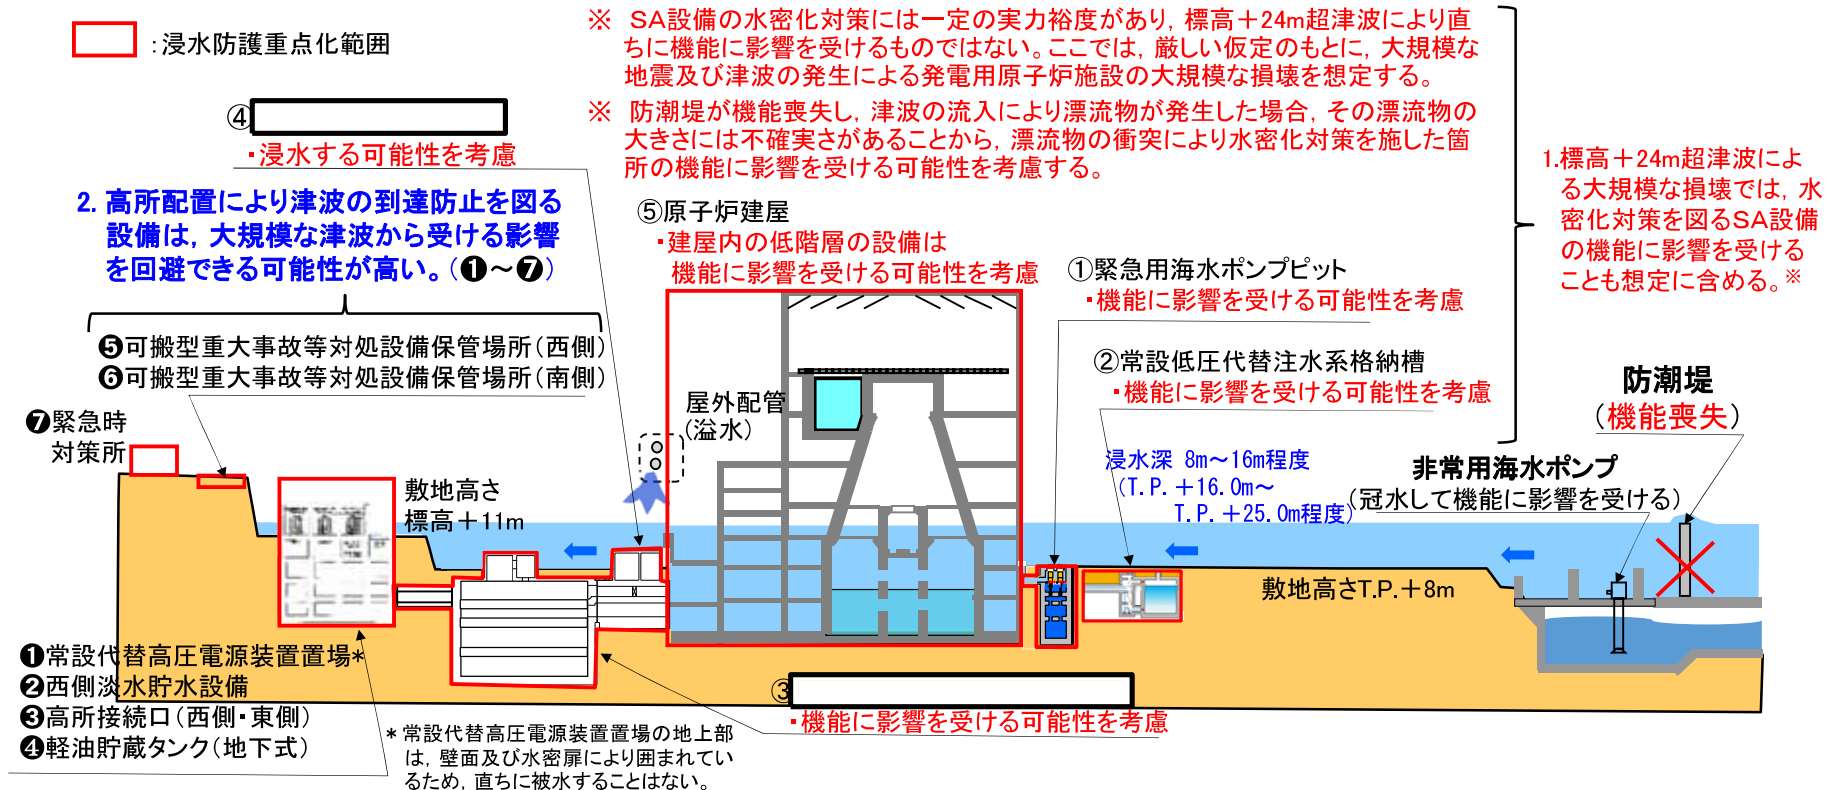 ：浸水防護重点化範囲
※ SA設備の水密化対策には一定の実力裕度があり，標高＋24m超津波により直
ちに機能に影響を受けるものではない。ここでは，厳しい仮定のもとに，大規模な
地震及び津波の発生による発電用原子炉施設の大規模な損壊を想定する。
※ 防潮堤が機能喪失し，津波の流入により漂流物が発生した場合，その漂流物の
大きさには不確実さがあることから，漂流物の衝突により水密化対策を施した箇
所の機能に影響を受ける可能性を考慮する。
1.標高＋24m超津波によ
る大規模な損壊では，水
密化対策を図るSA設備
の機能に影響を受ける
ことも想定に含める。※
④
・浸水する可能性を考慮
2. 高所配置により津波の到達防止を図る
設備は，大規模な津波から受ける影響
を回避できる可能性が高い。（❶～❼）
⑤原子炉建屋
・建屋内の低階層の設備は
機能に影響を受ける可能性を考慮
①緊急用海水ポンプピット
・機能に影響を受ける可能性を考慮
②常設低圧代替注水系格納槽
・機能に影響を受ける可能性を考慮
❺可搬型重大事故等対処設備保管場所（西側）
❻可搬型重大事故等対処設備保管場所（南側）
❼緊急時
対策所
屋外配管
（溢水）
敷地高さ
標高＋11m
浸水深 8m～16m程度
（T.P.＋16.0m～
T.P.＋25.0m程度）
防潮堤
（機能喪失）
非常用海水ポンプ
（冠水して機能に影響を受ける）
敷地高さT.P.＋8m
❶常設代替高圧電源装置置場*
❷西側淡水貯水設備
❸高所接続口（西側・東側）
❹軽油貯蔵タンク（地下式）
③
・機能に影響を受ける可能性を考慮
* 常設代替高圧電源装置置場の地上部
は，壁面及び水密扉により囲まれてい
るため，直ちに被水することはない。